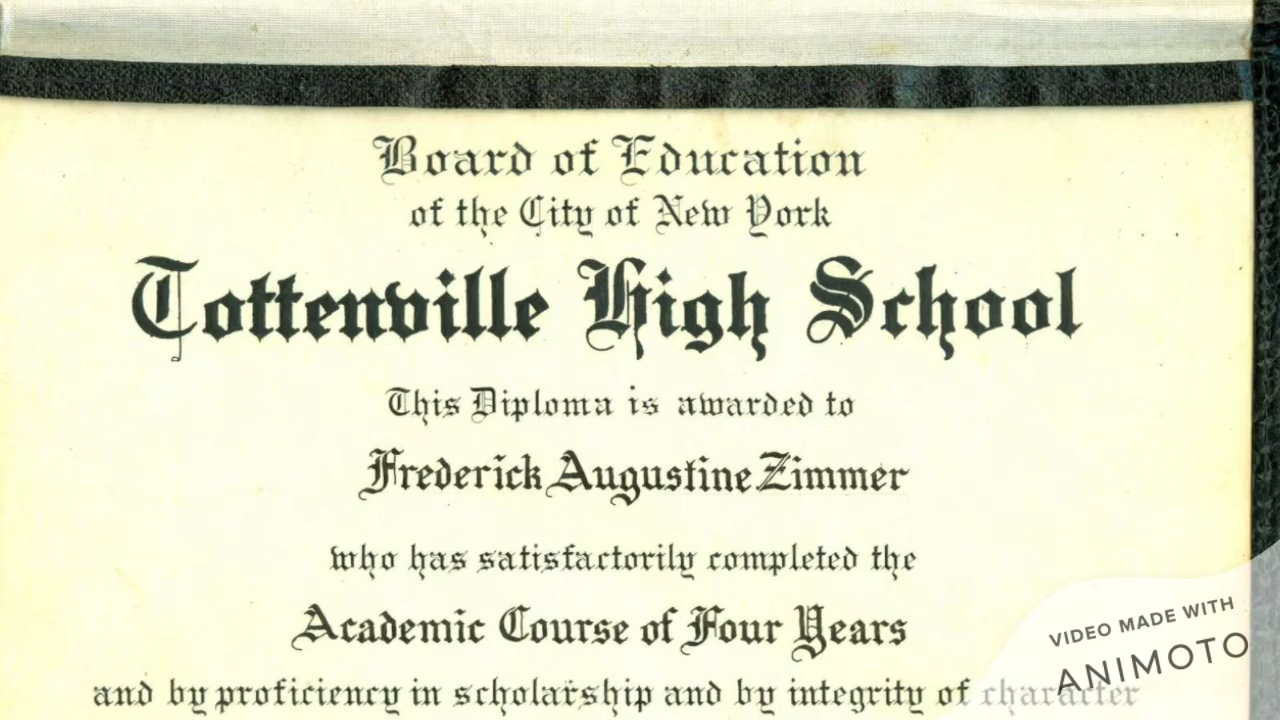 Board of Education
of the City of New York
Tottenville High School
This Diploma is awarded to
Frederick Augustine Zimmer
who has satisfactorily completed the
Academic Course of Four Years
and by proficiency in scholarship and by integrity of character
VIDEO MADE WITH
ANIMOTO